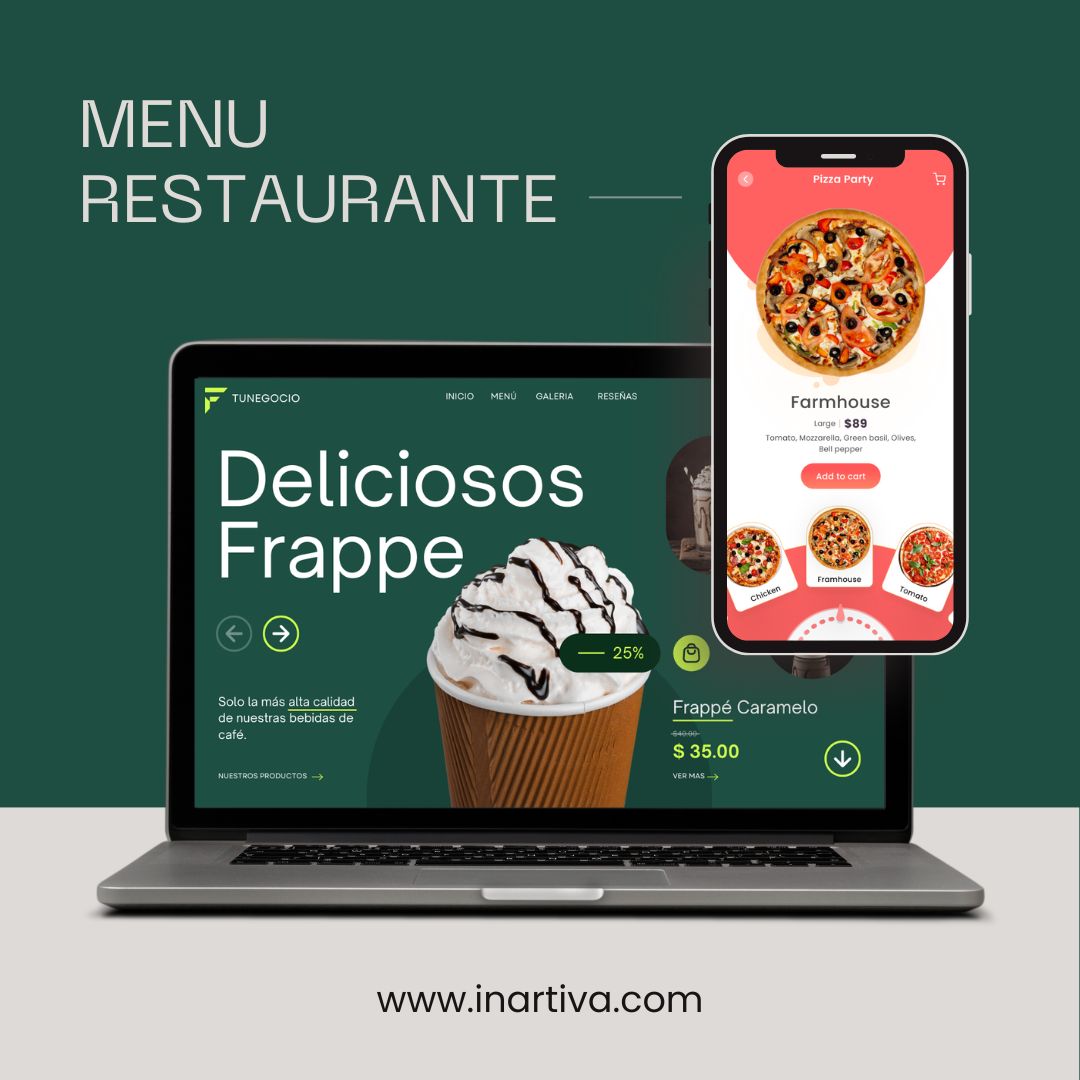 MENU
RESTAURANTE
Pizza Party
Farmhouse
Large | $89
Tomato, Mozzarella, Green basil, Olives,
Bell pepper
Add to cart
Chicken
Framhouse
Tomato
TUNEGOCIO
INICIO MENÚ GALERIA RESEÑAS
Deliciosos
Frappe
25%
Solo la más alta calidad
de nuestras bebidas de
café.
NUESTROS PRODUCTOS
Frappé Caramelo
$40.00
$ 35.00
VER MAS
www.inartiva.com